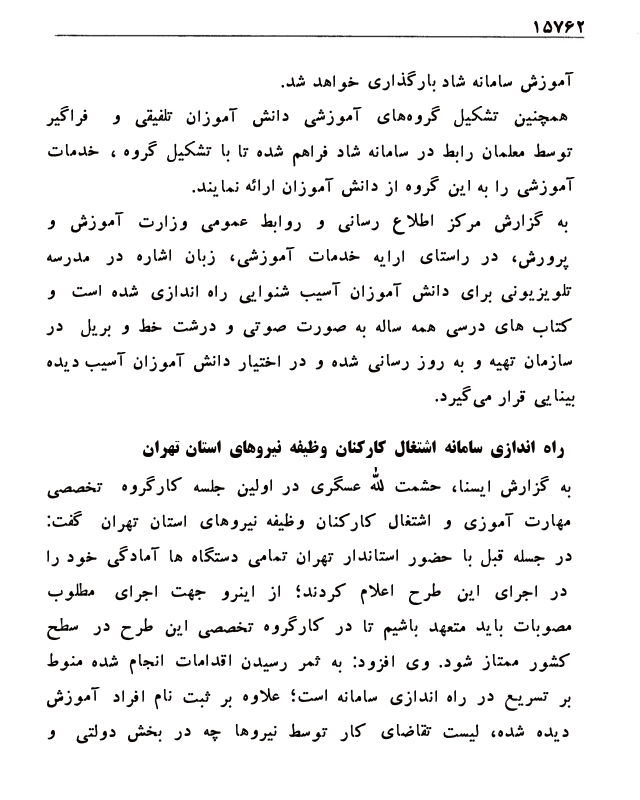 ۱۵۷۶۲
آموزش سامانه شاد بارگذاری خواهد شد.
همچنین تشکیل گروه‌های آموزشی دانش آموزان تلفیقی و فراگیر
توسط معلمان رابط در سامانه شاد فراهم شده تا با تشکیل گروه ، خدمات
آموزشی را به این گروه از دانش آموزان ارائه نمایند.
به گزارش مرکز اطلاع رسانی و روابط عمومی وزارت آموزش و
پرورش، در راستای ارایه خدمات آموزشی، زبان اشاره در مدرسه
تلویزیونی برای دانش آموزان آسیب شنوایی راه اندازی شده است و
کتاب های درسی همه ساله به صورت صوتی و درشت خط و بریل در
سازمان تهیه و به روز رسانی شده و در اختیار دانش آموزان آسیب دیده
بینایی قرار می‌گیرد.
راه اندازی سامانه اشتغال کارکنان وظیفه نیروهای استان تهران
به گزارش ایسنا، حشمت لله عسگری در اولین جلسه کارگروه تخصصی
مهارت آموزی و اشتغال کارکنان وظیفه نیروهای استان تهران گفت:
در جسله قبل با حضور استاندار تهران تمامی دستگاه ها آمادگی خود را
در اجرای این طرح اعلام کردند؛ از اینرو جهت اجرای مطلوب
مصوبات باید متعهد باشیم تا در کارگروه تخصصی این طرح در سطح
کشور ممتاز شود. وی افزود: به ثمر رسیدن اقدامات انجام شده منوط
بر تسریع در راه اندازی سامانه است؛ علاوه بر ثبت نام افراد آموزش
دیده شده، لیست تقاضای کار توسط نیروها چه در بخش دولتی و